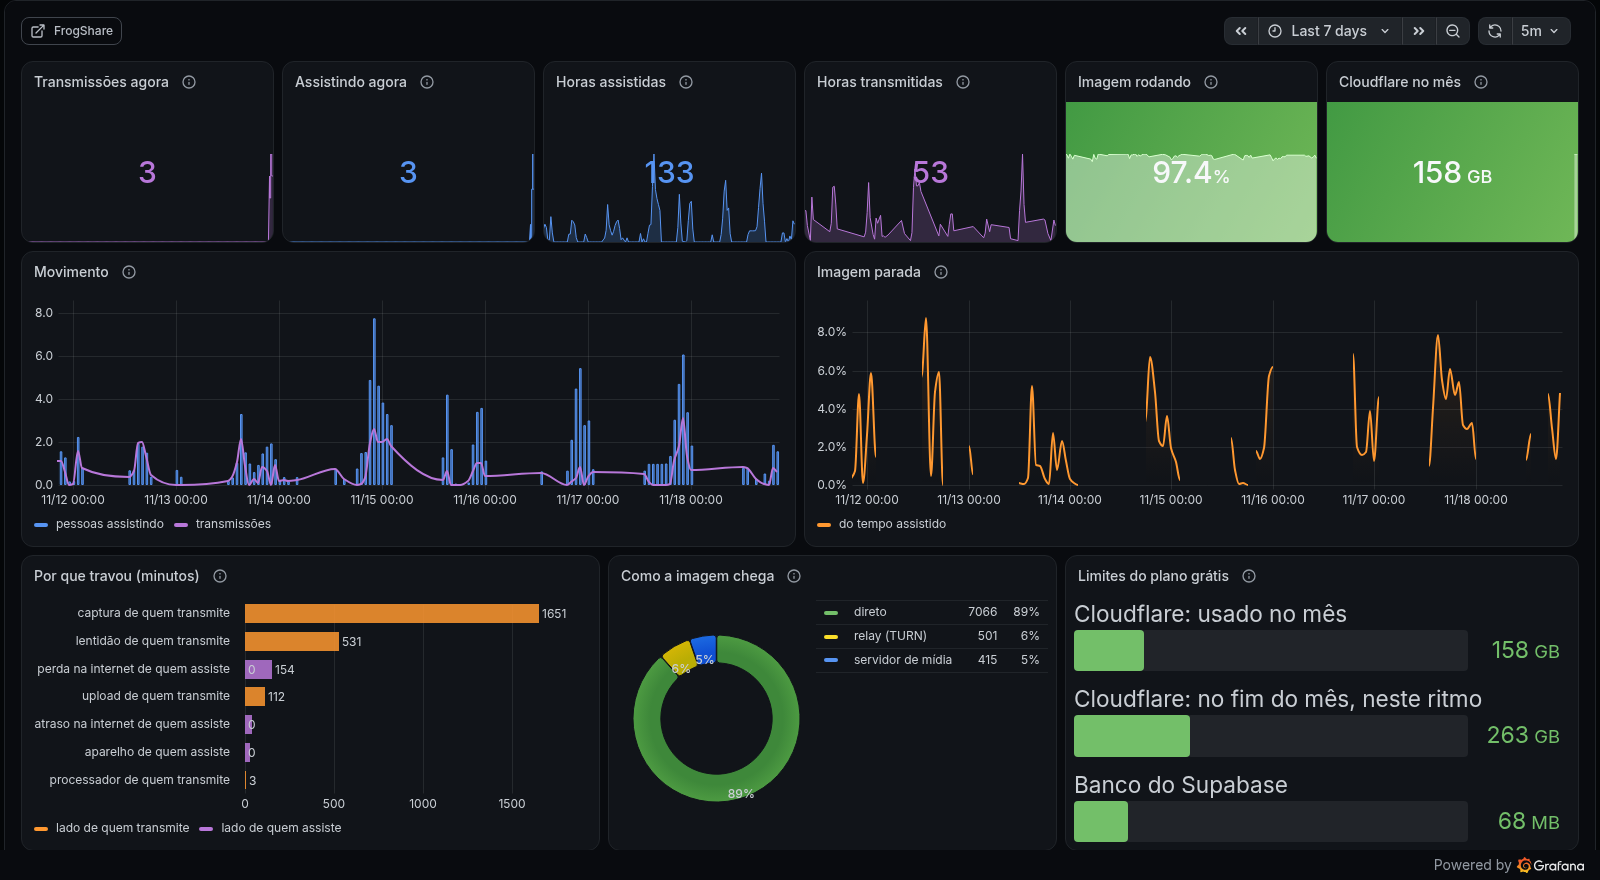 FrogShare
Last 7 days
5m
Transmissões agora
3
Assistindo agora
3
Horas assistidas
133
Horas transmitidas
53
Imagem rodando
97.4%
Cloudflare no mês
158 GB
Movimento
8.0
6.0
4.0
2.0
0.0
11/12 00:00 11/13 00:00 11/14 00:00 11/15 00:00 11/16 00:00 11/17 00:00 11/18 00:00
pessoas assistindo transmissões
Imagem parada
8.0%
6.0%
4.0%
2.0%
0.0%
11/12 00:00 11/13 00:00 11/14 00:00 11/15 00:00 11/16 00:00 11/17 00:00 11/18 00:00
do tempo assistido
Por que travou (minutos)
captura de quem transmite 1651
lentidão de quem transmite 531
perda na internet de quem assiste 0 154
upload de quem transmite 112
atraso na internet de quem assiste 0
aparelho de quem assiste 0
processador de quem transmite 3
0 500 1000 1500
lado de quem transmite lado de quem assiste
Como a imagem chega
direto 7066 89%
relay (TURN) 501 6%
servidor de mídia 415 5%
6% 5%
89%
Limites do plano grátis
Cloudflare: usado no mês
158 GB
Cloudflare: no fim do mês, neste ritmo
263 GB
Banco do Supabase
68 MB
Powered by Grafana